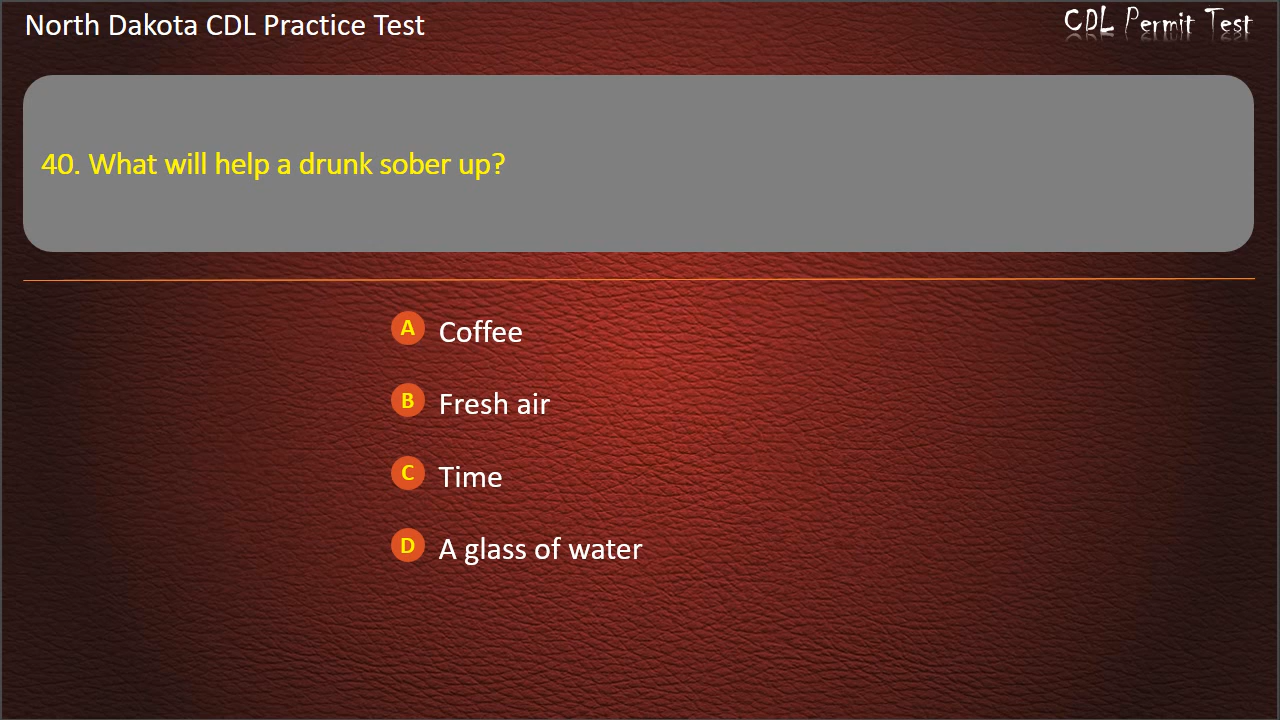 North Dakota CDL Practice Test
CDL Permit Test
40. What will help a drunk sober up?
A Coffee
B Fresh air
C Time
D A glass of water